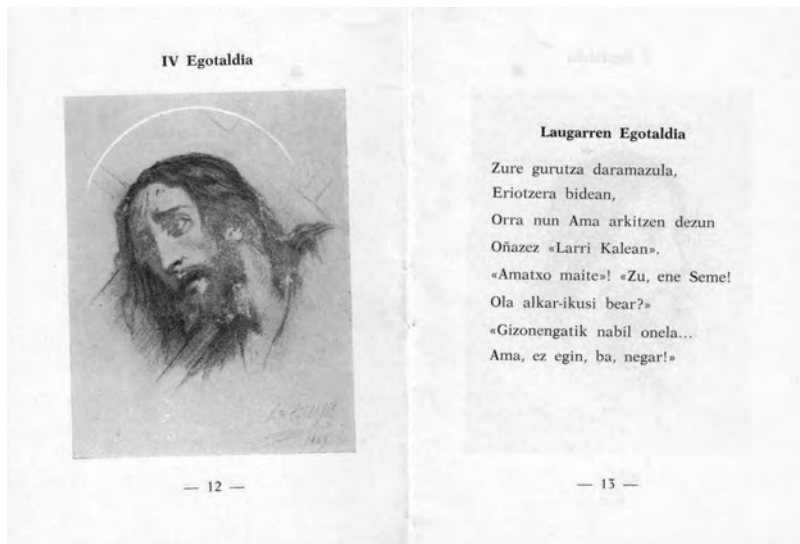 IV Egotaldia
— 12 —
Laugarren Egotaldia
Zure gurutza daramazula,
Eriotzera bidean,
Orra nun Ama arkitzen dezun
Oñazez «Larri Kalean».
«Amatxo maite»! «Zu, ene Seme!
Ola alkar-ikusi bear?»
«Gizonengatik nabil onela...
Ama, ez egin, ba, negar!»
— 13 —